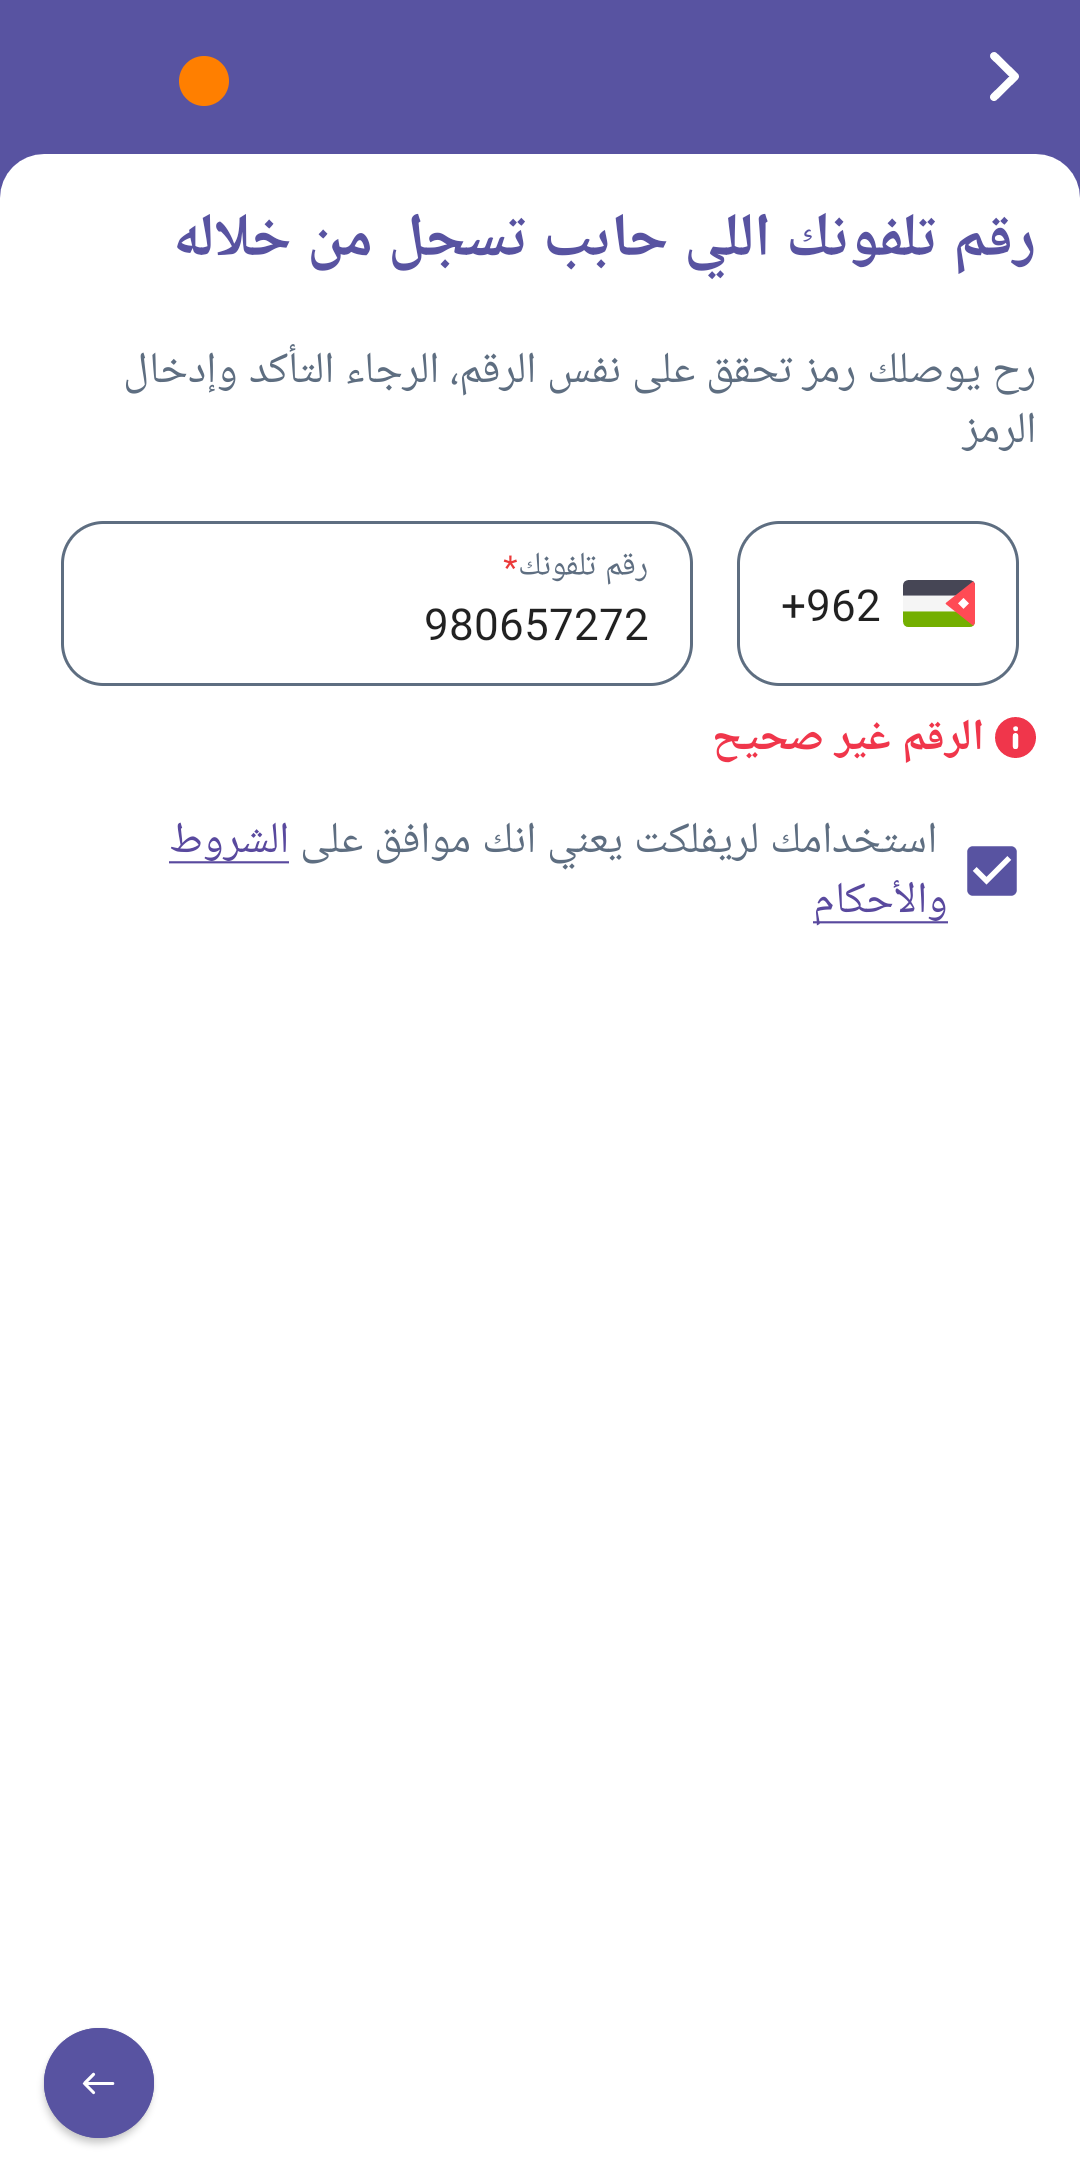 رقم تلفونك اللي حابب تسجل من خلاله
رح يوصلك رمز تحقق على نفس الرقم، الرجاء التأكد وإدخال
الرمز
+962
رقم تلفونك*
980657272
الرقم غير صحيح
استخدامك لريفلكت يعني انك موافق على الشروط
والأحكام